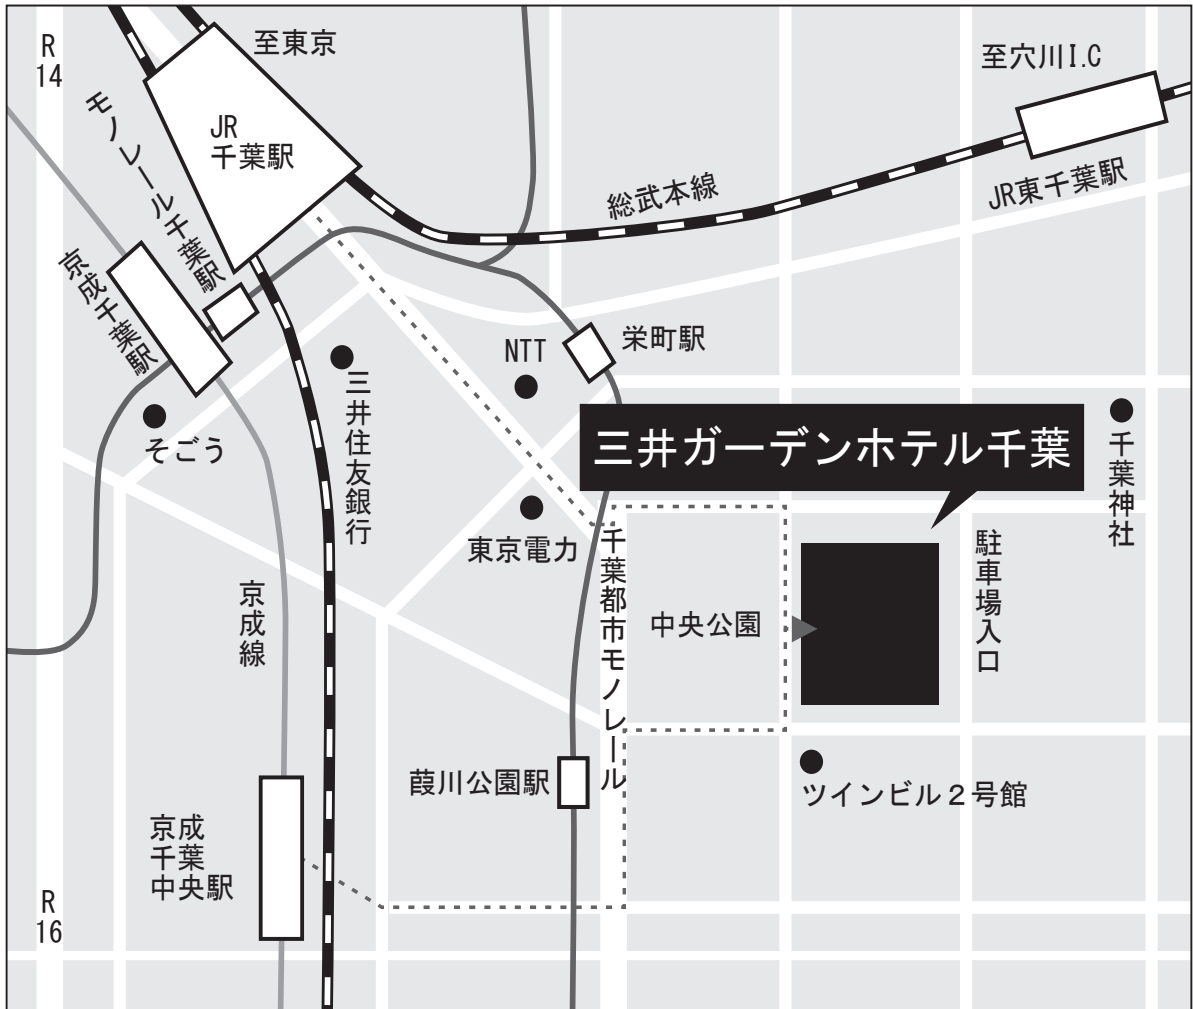 R
14
至東京
至穴川I.C
JR
千葉駅
モノレール千葉駅
総武本線
JR東千葉駅
京成千葉駅
NTT
栄町駅
三井住友銀行
そごう
三井ガーデンホテル千葉
千葉神社
東京電力
千葉都市モノレール
駐車場入口
京成線
中央公園
葭川公園駅
ツインビル２号館
京成
千葉
中央駅
R
16